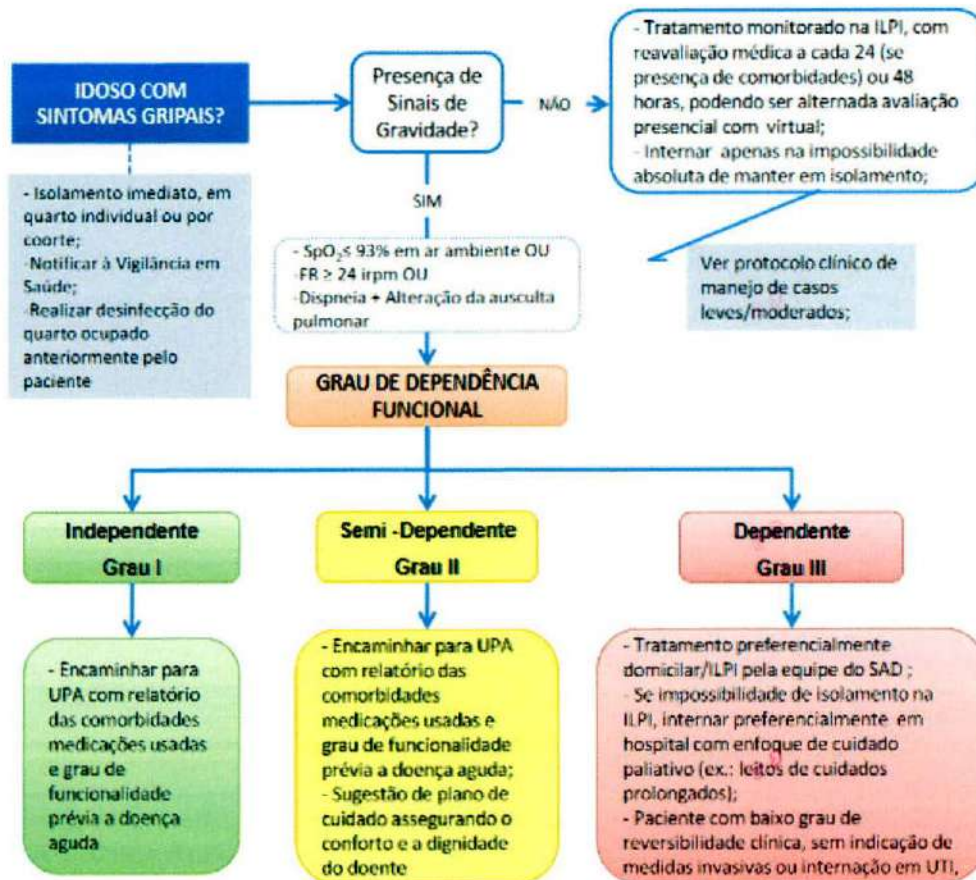 IDOSO COM
SINTOMAS GRIPAIS?
- Isolamento imediato, em
quarto individual ou por
coorte;
-Notificar à Vigilância em
Saúde;
-Realizar desinfecção do
quarto ocupado
anteriormente pelo
paciente
Presença de
Sinais de
Gravidade?
NÃO
- Tratamento monitorado na ILPI, com
reavaliação médica a cada 24 (se
presença de comorbidades) ou 48
horas, podendo ser alternada avaliação
presencial com virtual;
- Internar apenas na impossibilidade
absoluta de manter em isolamento;
Ver protocolo clínico de
manejo de casos
leves/moderados;
SIM
- SpO₂≤ 93% em ar ambiente OU
-FR ≥ 24 irpm OU
-Dispneia + Alteração da ausculta
pulmonar
GRAU DE DEPENDÊNCIA
FUNCIONAL
Independente
Grau I
- Encaminhar para
UPA com relatório
das comorbidades
medicações usadas
e grau de
funcionalidade
prévia a doença
aguda
Semi -Dependente
Grau II
- Encaminhar para UPA
com relatório das
comorbidades
medicações usadas e
grau de funcionalidade
prévia a doença aguda;
- Sugestão de plano de
cuidado assegurando o
conforto e a dignidade
do doente
Dependente
Grau III
- Tratamento preferencialmente
domicilar/ILPI pela equipe do SAD ;
- Se impossibilidade de isolamento na
ILPI, internar preferencialmente em
hospital com enfoque de cuidado
paliativo (ex.: leitos de cuidados
prolongados);
- Paciente com baixo grau de
reversibilidade clínica, sem indicação de
medidas invasivas ou internação em UTI,